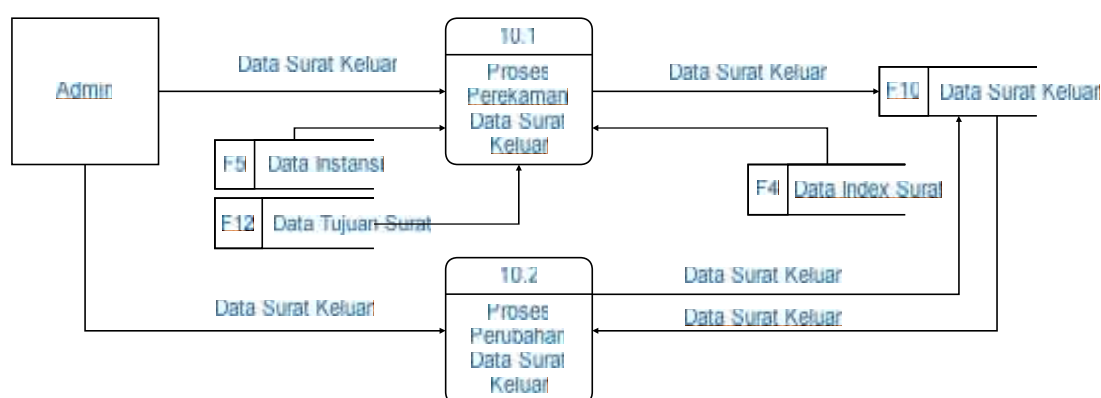 Admin
Data Surat Keluar
10.1
Proses
Perekaman
Data Surat
Keluar
Data Surat Keluar
F10 Data Surat Keluar
F5 Data Instansi
F4 Data Index Surat
F12 Data Tujuan Surat
Data Surat Keluar
10.2
Proses
Perubahan
Data Surat
Keluar
Data Surat Keluar
Data Surat Keluar